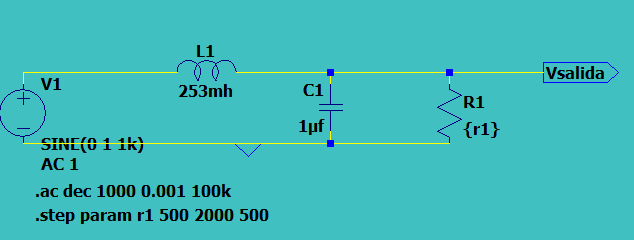 L1
V1
Vsalida
253mh
C1
R1
1µf
{r1}
SINE(0 1 1k)
AC 1
.ac dec 1000 0.001 100k
.step param r1 500 2000 500